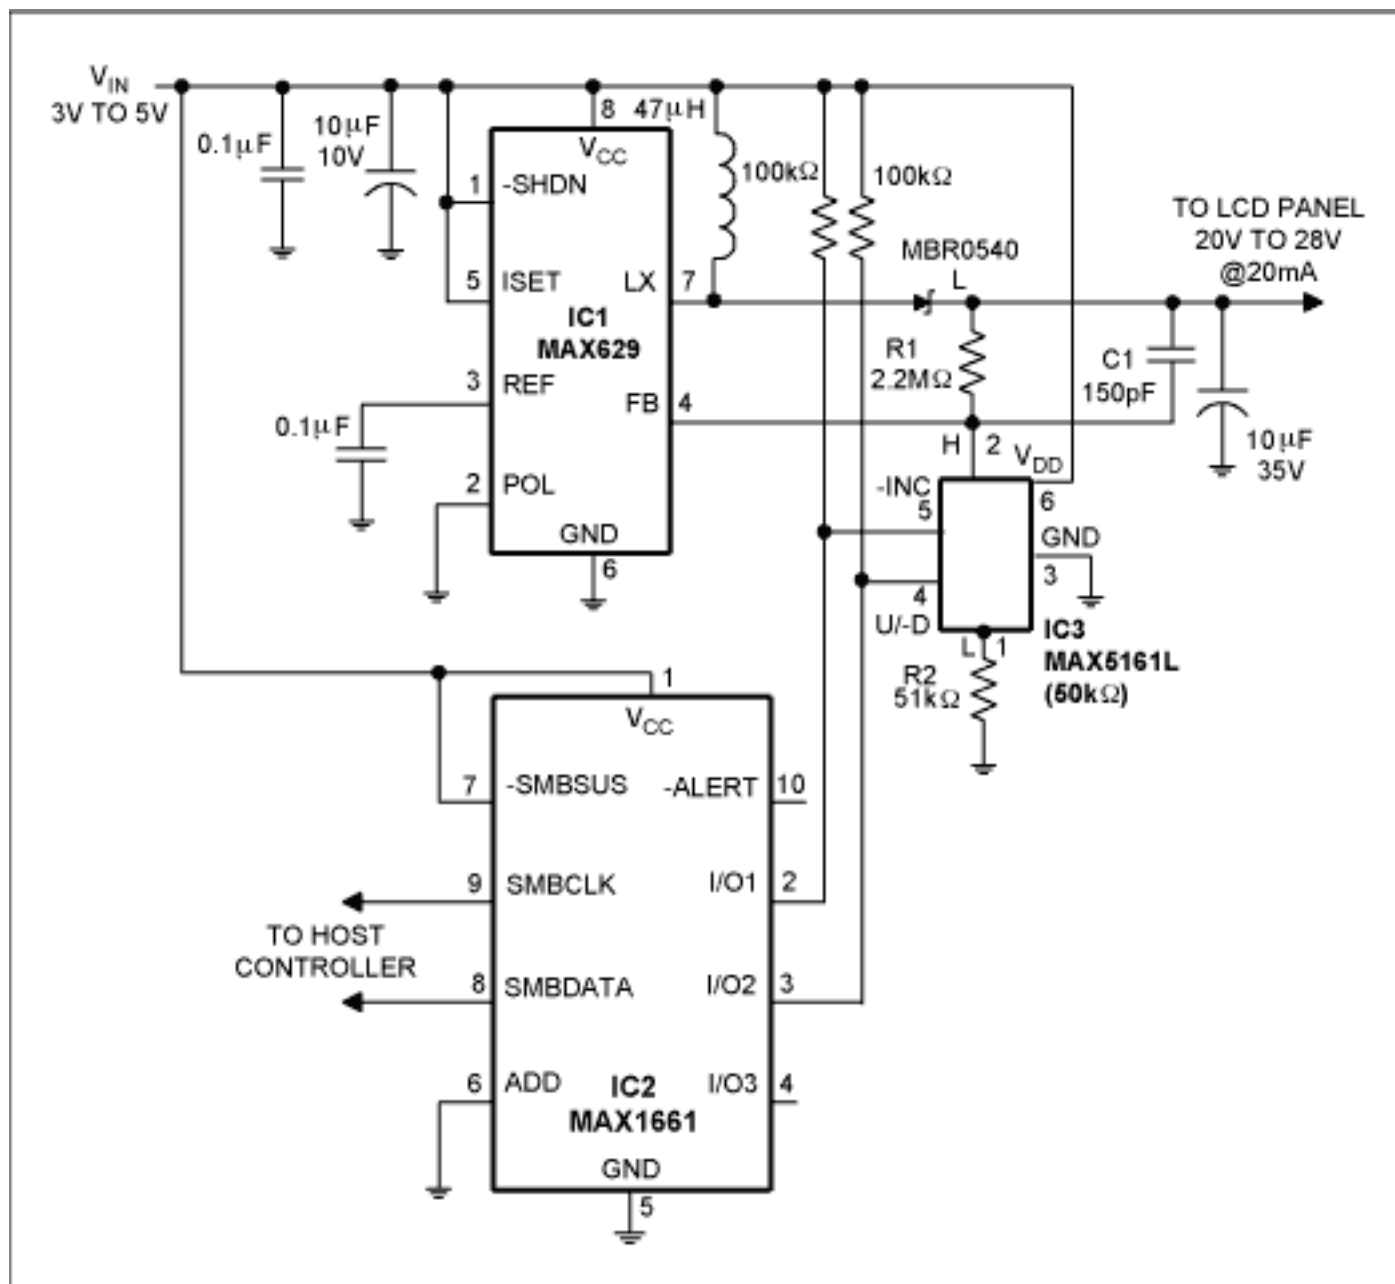 VIN
3V TO 5V
0.1μF
10μF
10V
8
47μH
VCC
1
-SHDN
100kΩ
100kΩ
TO LCD PANEL
20V TO 28V
@20mA
MBR0540
L
5
ISET
LX
7
IC1
MAX629
R1
2.2MΩ
C1
150pF
3
REF
FB
4
0.1μF
H
2
VDD
10μF
35V
2
POL
-INC
5
6
GND
GND
3
6
4
U/-D
IC3
MAX5161L
(50kΩ)
L
1
R2
51kΩ
1
VCC
7
-SMBSUS
-ALERT
10
9
SMBCLK
I/O1
2
TO HOST
CONTROLLER
8
SMBDATA
I/O2
3
6
ADD
I/O3
4
IC2
MAX1661
GND
5